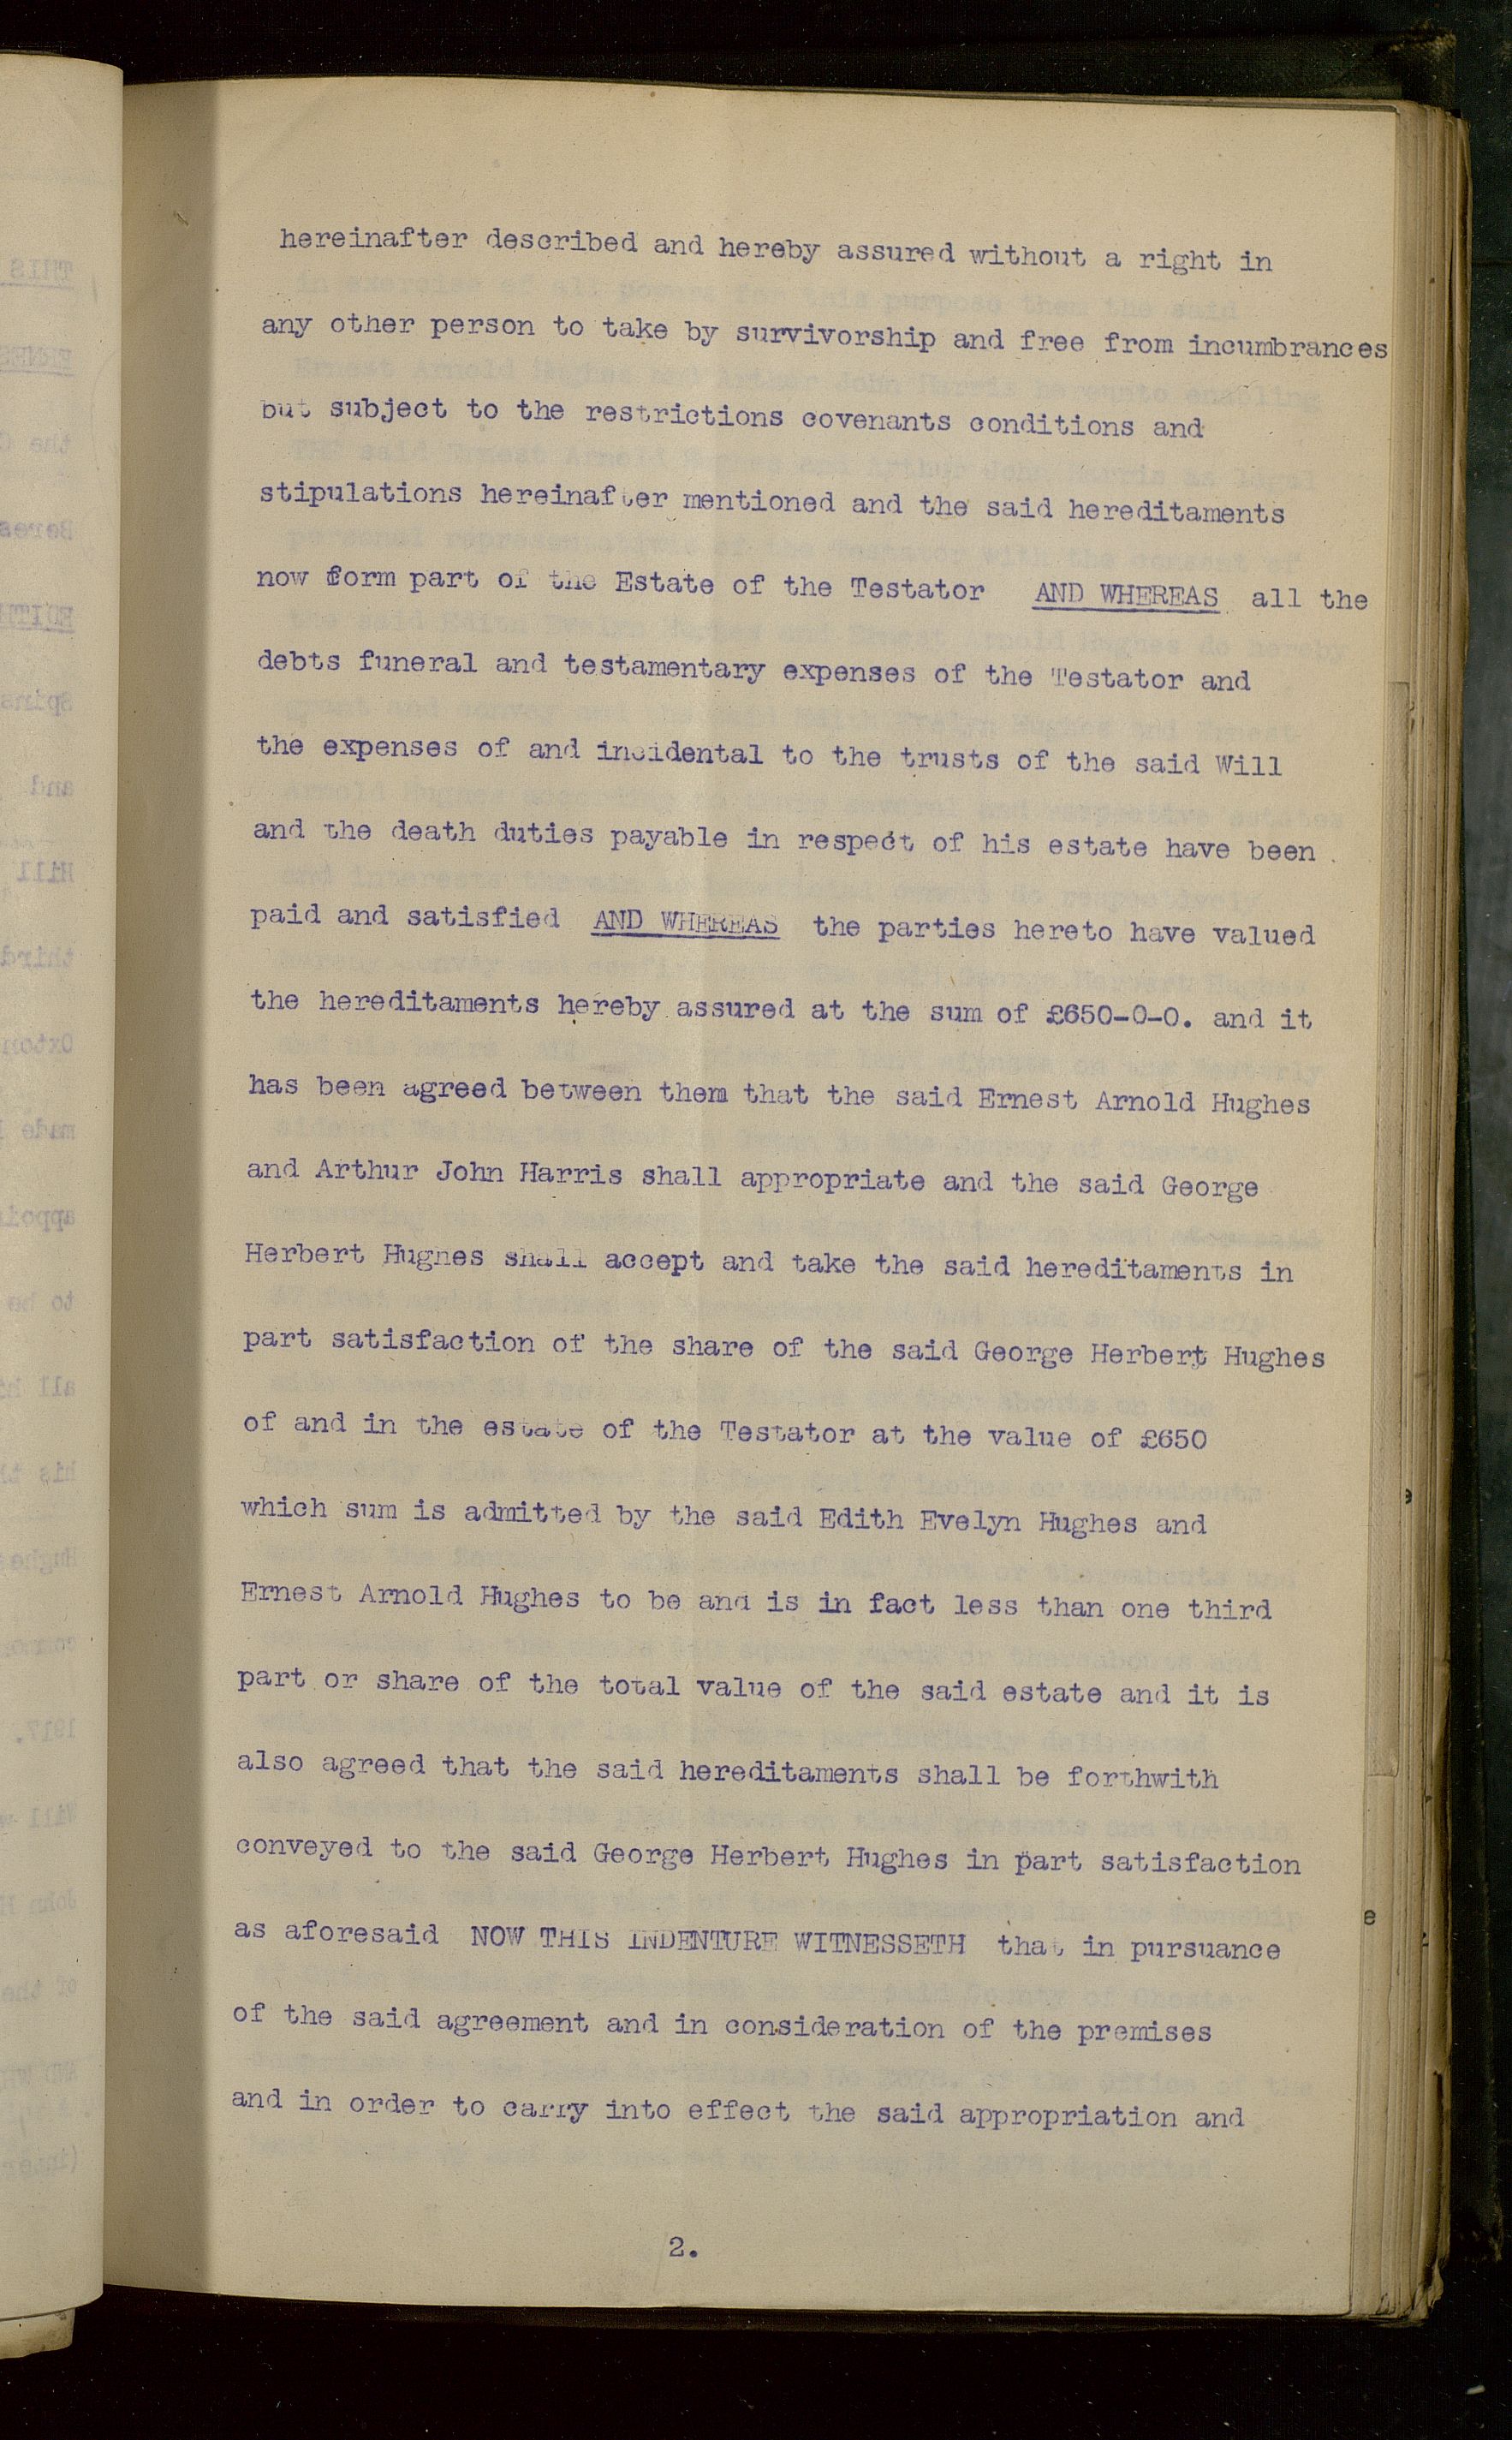 hereinafter described and hereby assured without a right in
any other person to take by survivorship and free from incumbrances
but subject to the restrictions covenants conditions and
stipulations hereinafter mentioned and the said hereditaments
now form part of the Estate of the Testator AND WHEREAS all the
debts funeral and testamentary expenses of the Testator and
the expenses of and incidental to the trusts of the said Will
and the death duties payable in respect of his estate have been
paid and satisfied AND WHEREAS the parties hereto have valued
the hereditaments hereby assured at the sum of £650-0-0. and it
has been agreed between them that the said Ernest Arnold Hughes
and Arthur John Harris shall appropriate and the said George
Herbert Hughes shall accept and take the said hereditaments in
part satisfaction of the share of the said George Herbert Hughes
of and in the estate of the Testator at the value of £650
which sum is admitted by the said Edith Evelyn Hughes and
Ernest Arnold Hughes to be and is in fact less than one third
part or share of the total value of the said estate and it is
also agreed that the said hereditaments shall be forthwith
conveyed to the said George Herbert Hughes in part satisfaction
as aforesaid NOW THIS INDENTURE WITNESSETH that in pursuance
of the said agreement and in consideration of the premises
and in order to carry into effect the said appropriation and
2.